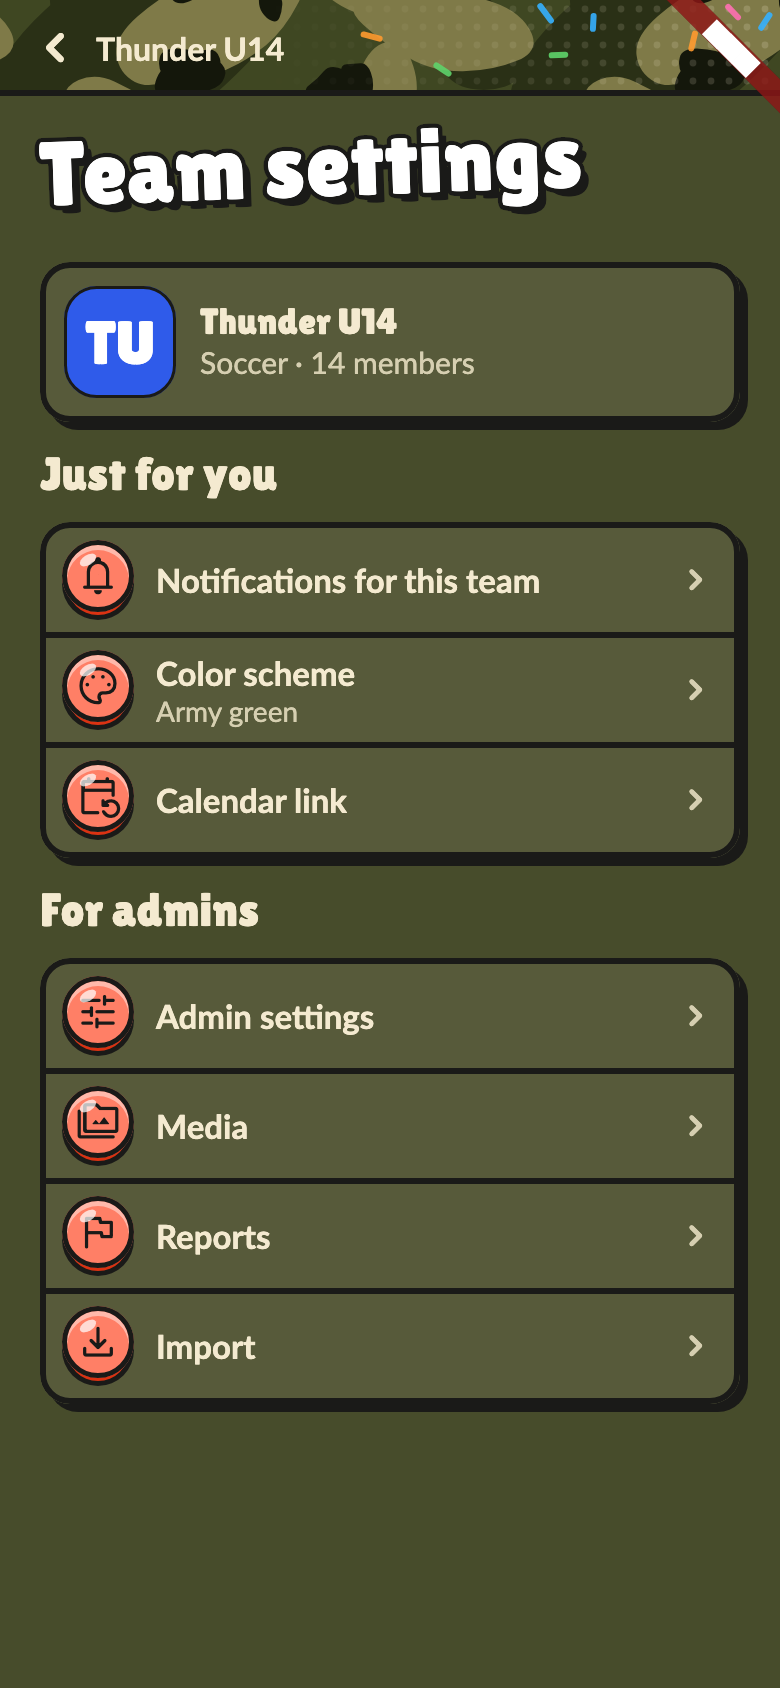 Thunder U14
Team settings
TU
Thunder U14
Soccer · 14 members
Just for you
Notifications for this team
Color scheme
Army green
Calendar link
For admins
Admin settings
Media
Reports
Import